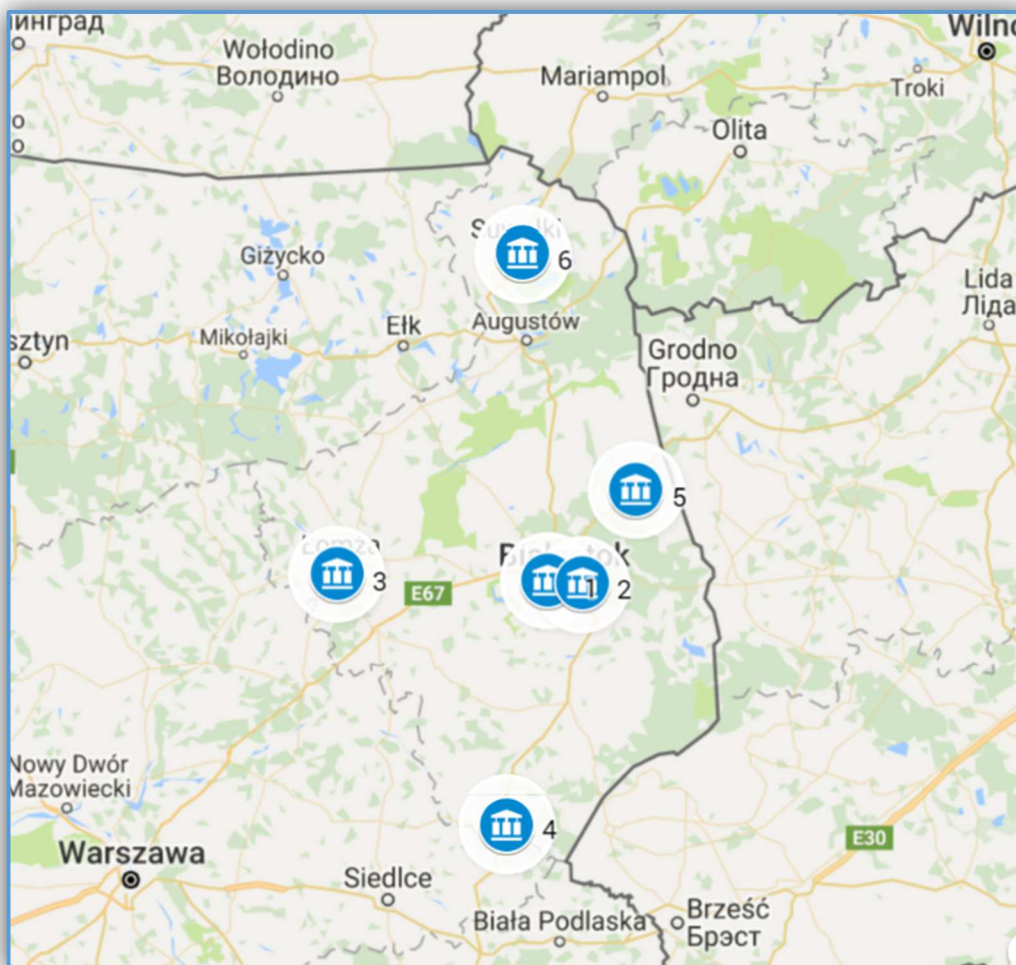 инград
Wołodino
Володино
Wilno
Mariampol
Troki
Olita
6
Giżycko
Lida
Ліда
Augustów
Ełk
Mikołajki
sztyn
Grodno
Гродна
5
Białystok
3
E67
1
2
Nowy Dwór
Mazowiecki
4
E30
Warszawa
Siedlce
Biała Podlaska
Brześć
Брэст